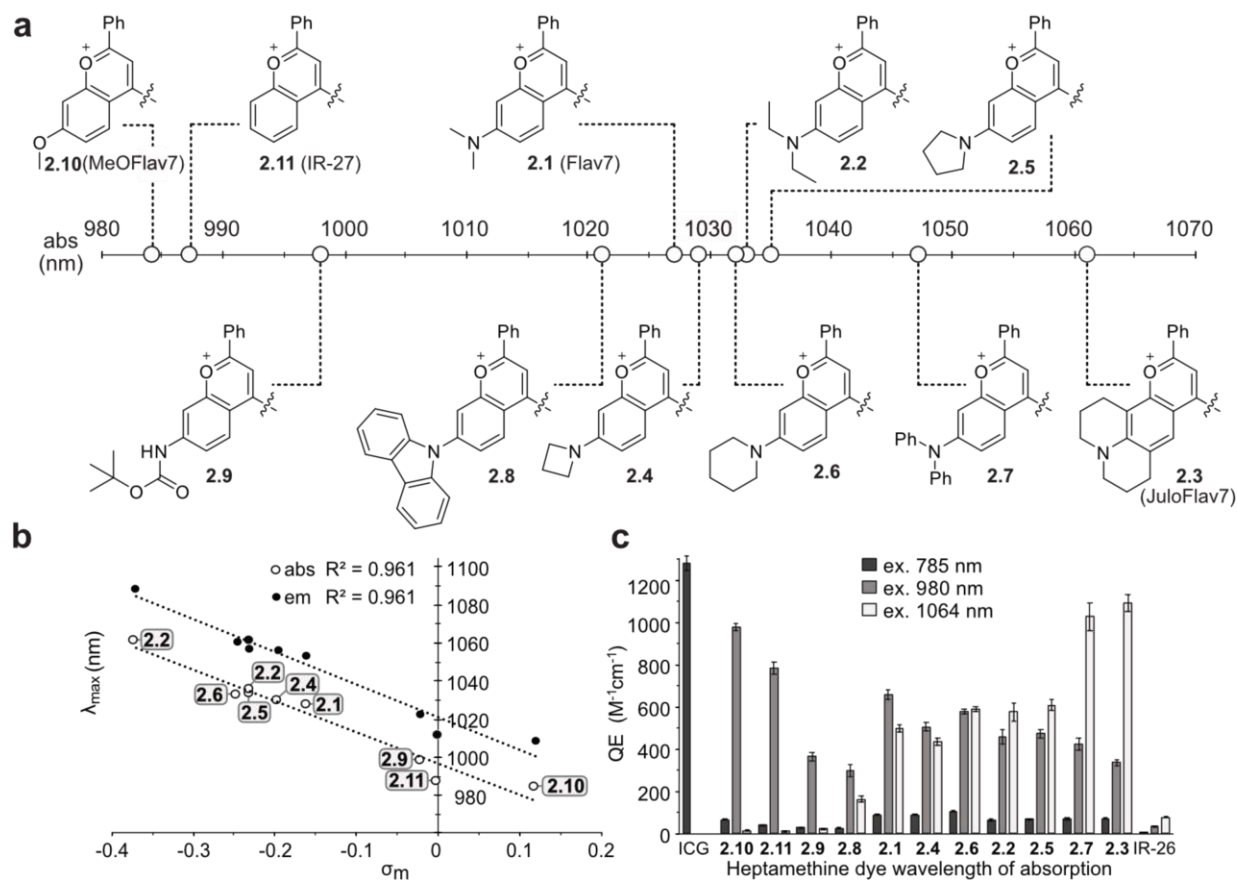 a
Ph
Ph
Ph
Ph
Ph
+
+
+
+
+
O
O
O
O
O
O
N
N
N
2.10(MeOFlav7)
2.11 (IR-27)
2.1 (Flav7)
2.2
2.5
980
990
1000
1010
1020
1030
1040
1050
1060
1070
abs
(nm)
Ph
Ph
Ph
Ph
Ph
Ph
+
+
+
+
+
+
O
O
O
O
O
O
NH
N
N
N
Ph
N
N
O
O
Ph
2.9
2.8
2.4
2.6
2.7
2.3
(JuloFlav7)
b
abs R² = 0.961
em R² = 0.961
1100
1080
1060
1040
1020
1000
980
λmax (nm)
2.2
2.6
2.2
2.5
2.4
2.1
2.9
2.11
2.10
-0.4
-0.3
-0.2
-0.1
0
0.1
0.2
σm
c
ex. 785 nm
ex. 980 nm
ex. 1064 nm
QE (M⁻¹cm⁻¹)
1200
1000
800
600
400
200
0
ICG
2.10
2.11
2.9
2.8
2.1
2.4
2.6
2.2
2.5
2.7
2.3
IR-26
Heptamethine dye wavelength of absorption